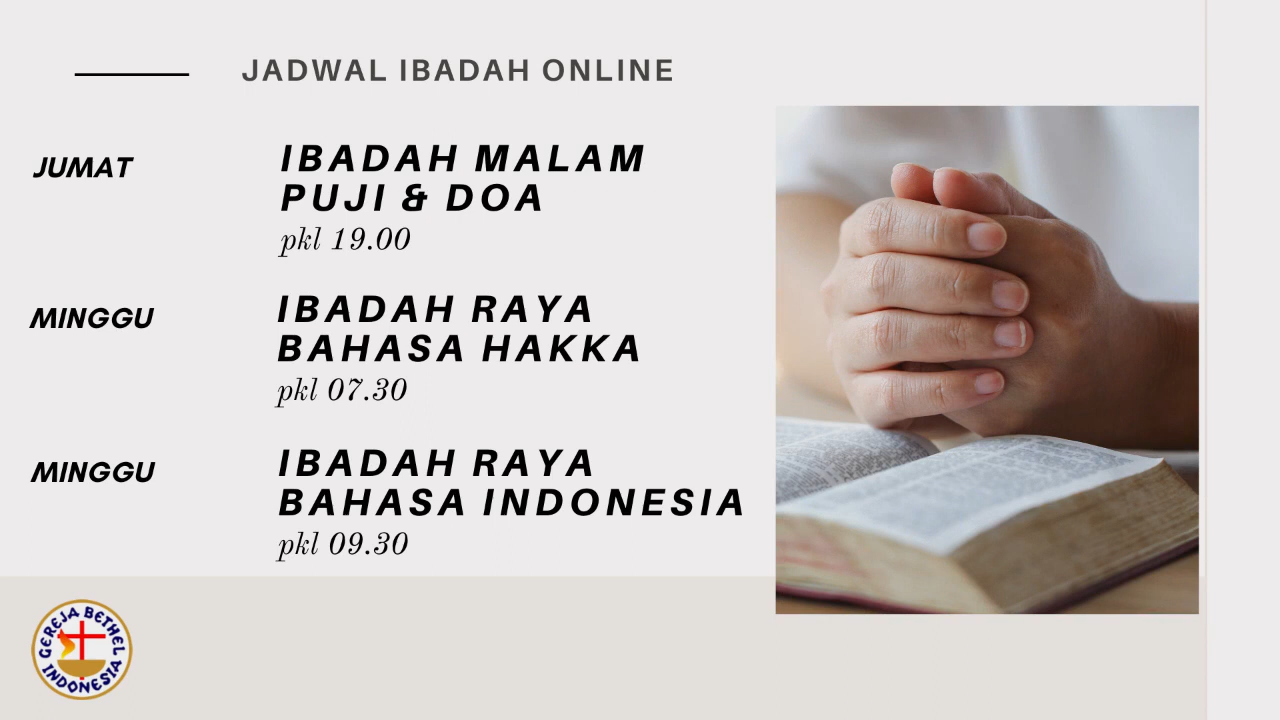 JADWAL IBADAH ONLINE
JUMAT
IBADAH MALAM
PUJI & DOA
pkl 19.00
MINGGU
IBADAH RAYA
BAHASA HAKKA
pkl 07.30
MINGGU
IBADAH RAYA
BAHASA INDONESIA
pkl 09.30
GEREJA BETHEL
INDONESIA